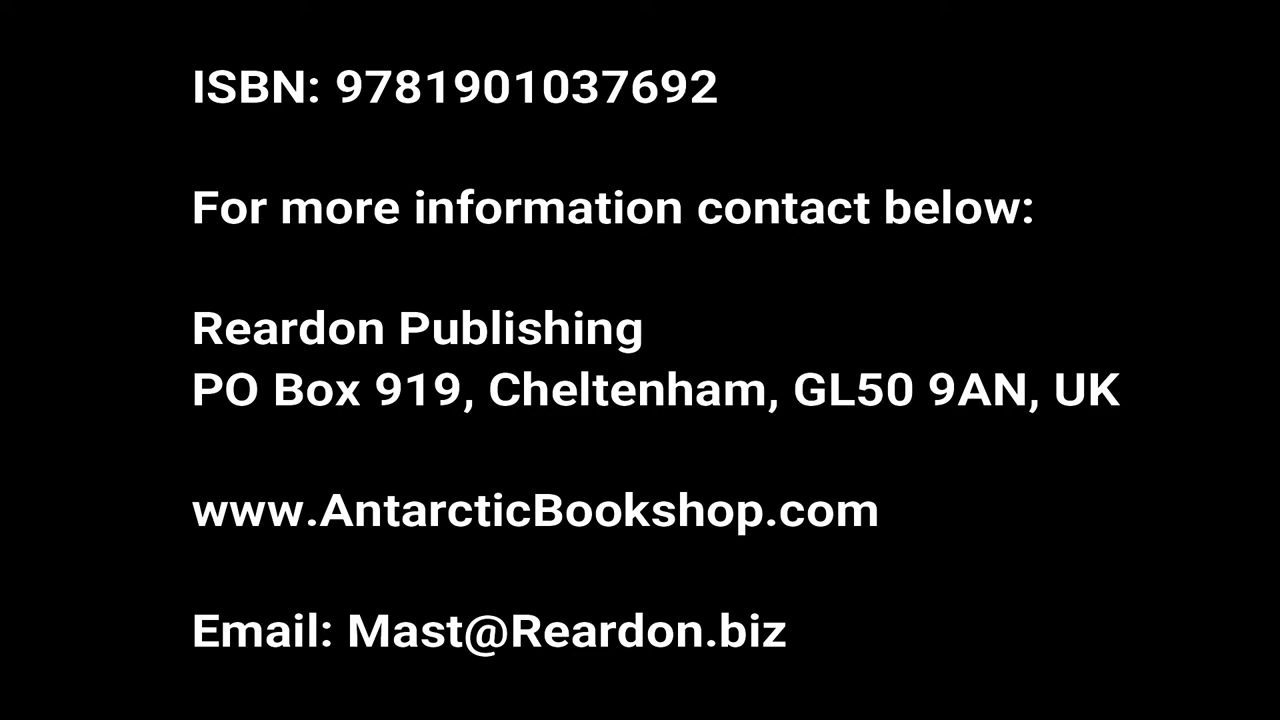 ISBN: 9781901037692
For more information contact below:
Reardon Publishing
PO Box 919, Cheltenham, GL50 9AN, UK
www.AntarcticBookshop.com
Email: Mast@Reardon.biz